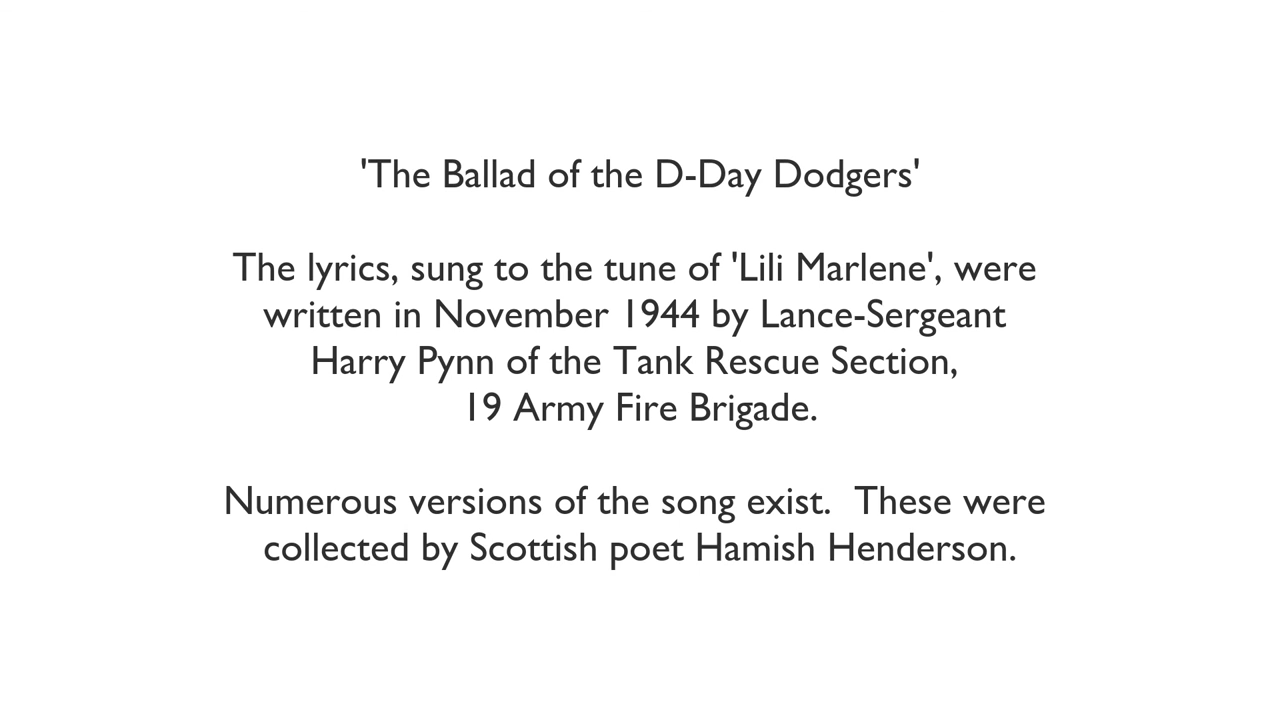 'The Ballad of the D-Day Dodgers'
The lyrics, sung to the tune of 'Lili Marlene', were
written in November 1944 by Lance-Sergeant
Harry Pynn of the Tank Rescue Section,
19 Army Fire Brigade.
Numerous versions of the song exist.  These were
collected by Scottish poet Hamish Henderson.